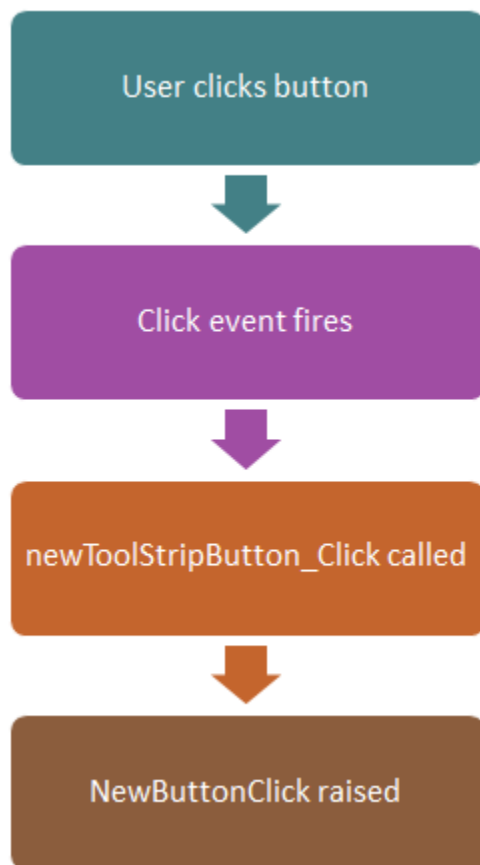 User clicks button
Click event fires
newToolStripButton_Click called
NewButtonClick raised